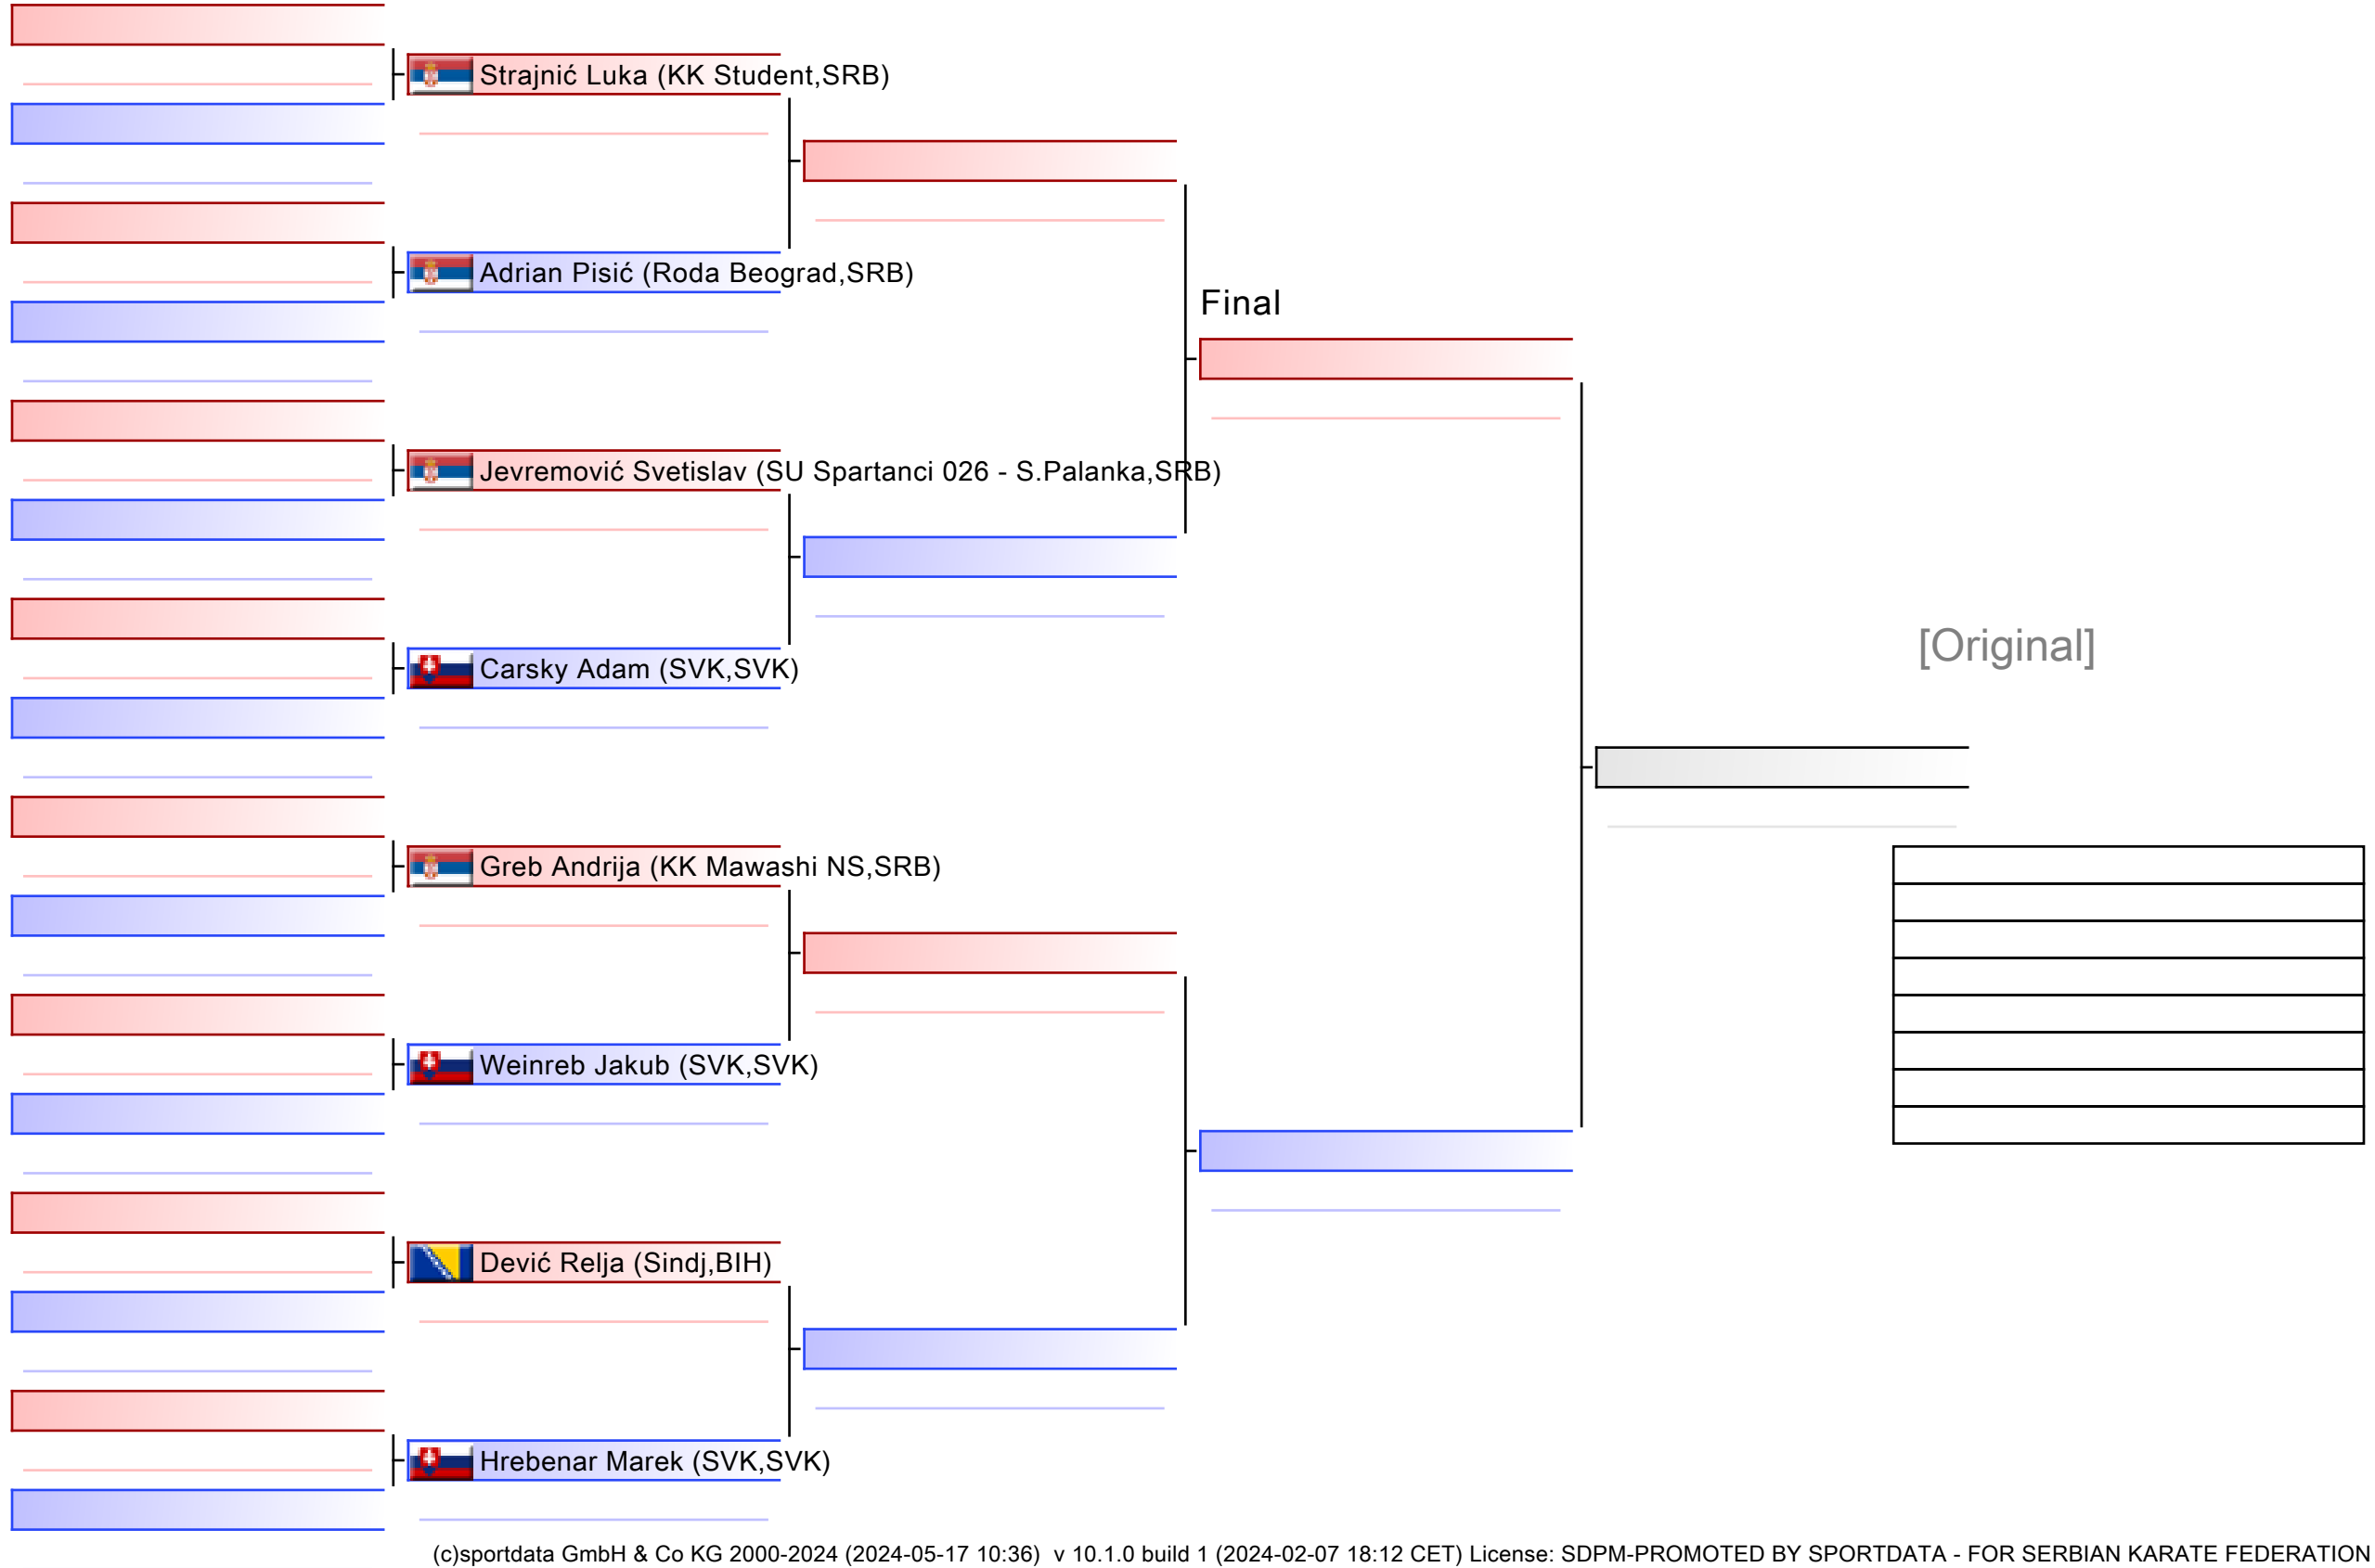 Strajnić Luka (KK Student,SRB)
Adrian Pisić (Roda Beograd,SRB)
Final
Jevremović Svetislav (SU Spartanci 026 - S.Palanka,SRB)
[Original]
Carsky Adam (SVK,SVK)
Greb Andrija (KK Mawashi NS,SRB)
Weinreb Jakub (SVK,SVK)
Dević Relja (Sindj,BIH)
Hrebenar Marek (SVK,SVK)
(c)sportdata GmbH & Co KG 2000-2024 (2024-05-17 10:36)  v 10.1.0 build 1 (2024-02-07 18:12 CET) License: SDPM-PROMOTED BY SPORTDATA - FOR SERBIAN KARATE FEDERATION